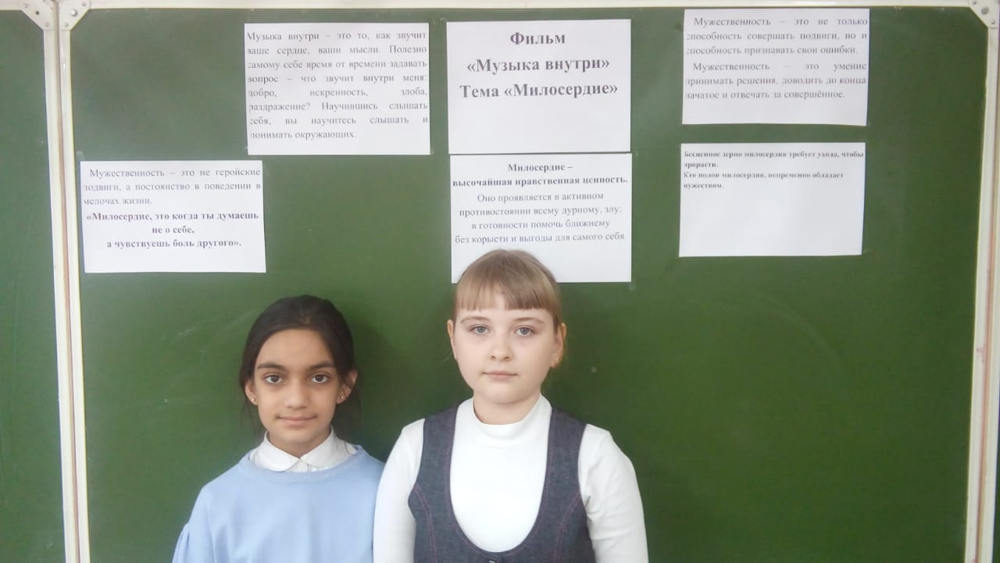 Музыка внутри – это то, как звучит
ваше сердце, ваши мысли. Полезно
самому себе время от времени задавать
вопрос – что звучит внутри меня:
добро, искренность, злоба,
раздражение? Научившись слышать
себя, вы научитесь слышать и
понимать окружающих.
Фильм
«Музыка внутри»
Тема «Милосердие»
Мужественность – это не только
способность совершать подвиги, но и
способность признавать свои ошибки.
Мужественность – это умение
принимать решения, доводить до конца
начатое и отвечать за совершённое.
Мужественность – это не геройские
подвиги, а постоянство в поведении в
мелочах жизни.
«Милосердие, это когда ты думаешь
не о себе,
а чувствуешь боль другого».
Милосердие –
высочайшая нравственная ценность.
Оно проявляется в активном
противостоянии всему дурному, злу;
в готовности помочь ближнему
без корысти и выгоды для самого себя.
Бесценное зерно милосердия требует ухода, чтобы
прорасти.
Кто полон милосердия, непременно обладает
мужеством.